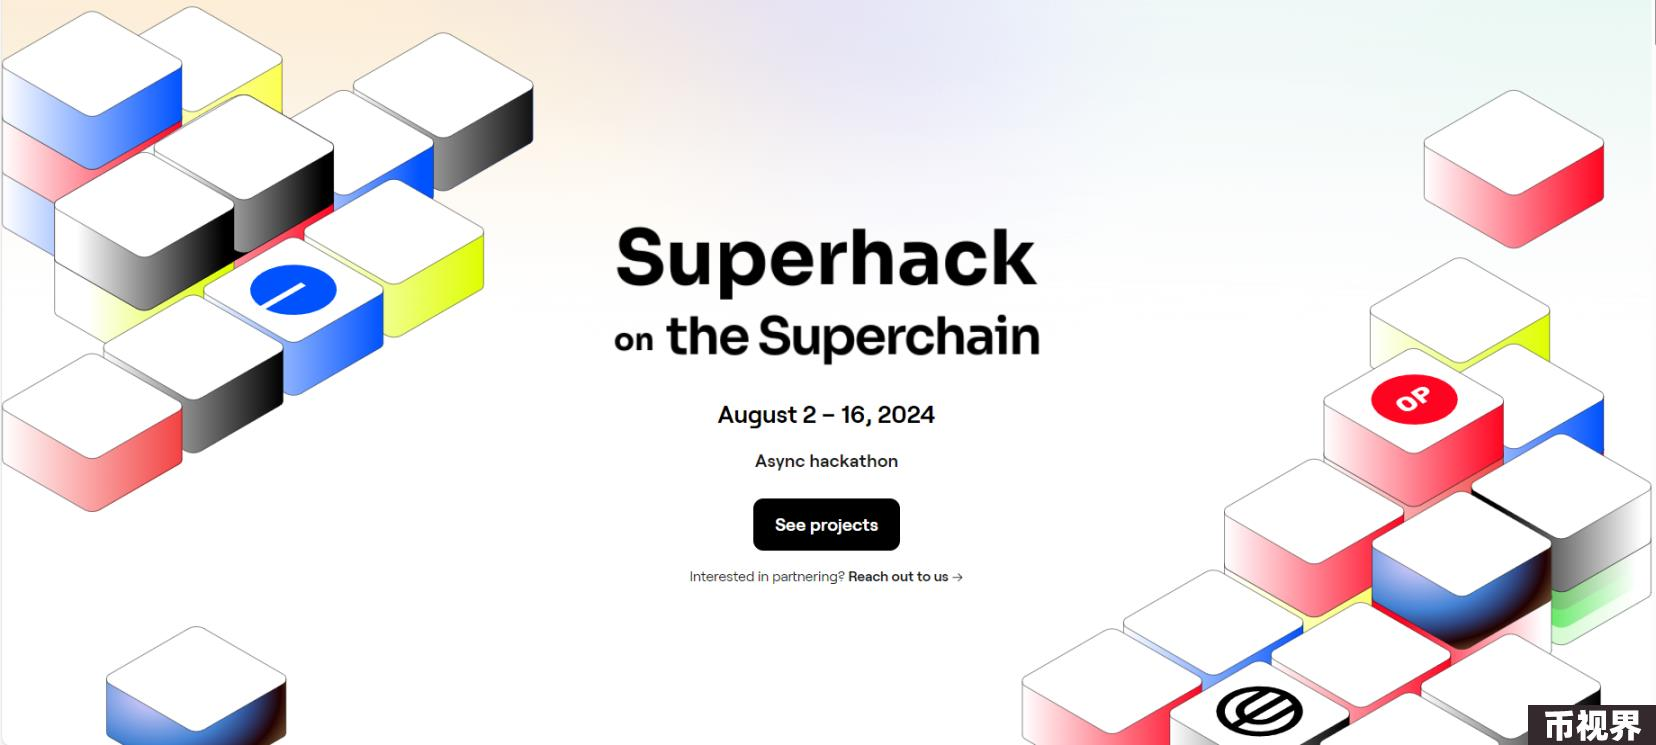 Superhack
on the Superchain
August 2 – 16, 2024
Async hackathon
See projects
Interested in partnering? Reach out to us →
OP
币视界